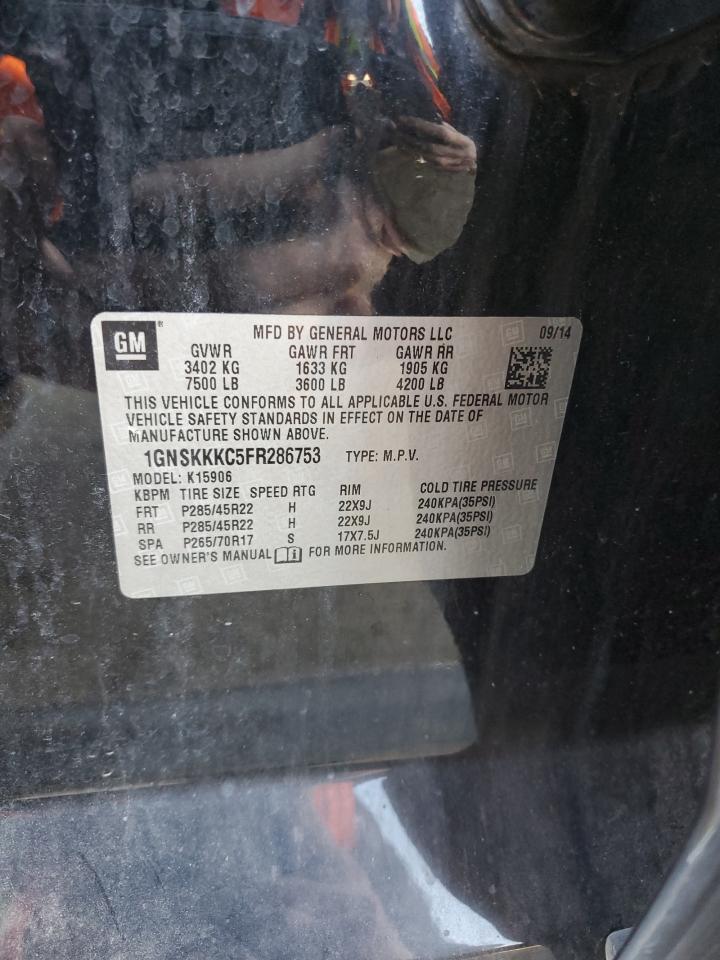 GM® MFD BY GENERAL MOTORS LLC 09/14
GVWR GAWR FRT GAWR RR
3402 KG 1633 KG 1905 KG
7500 LB 3600 LB 4200 LB
THIS VEHICLE CONFORMS TO ALL APPLICABLE U.S. FEDERAL MOTOR
VEHICLE SAFETY STANDARDS IN EFFECT ON THE DATE OF
MANUFACTURE SHOWN ABOVE.
1GNSKKKC5FR286753 TYPE: M.P.V.
MODEL: K15906
KBPM TIRE SIZE SPEED RTG RIM COLD TIRE PRESSURE
FRT P285/45R22 H 22X9J 240KPA(35PSI)
RR P285/45R22 H 22X9J 240KPA(35PSI)
SPA P265/70R17 S 17X7.5J 240KPA(35PSI)
SEE OWNER'S MANUAL FOR MORE INFORMATION.